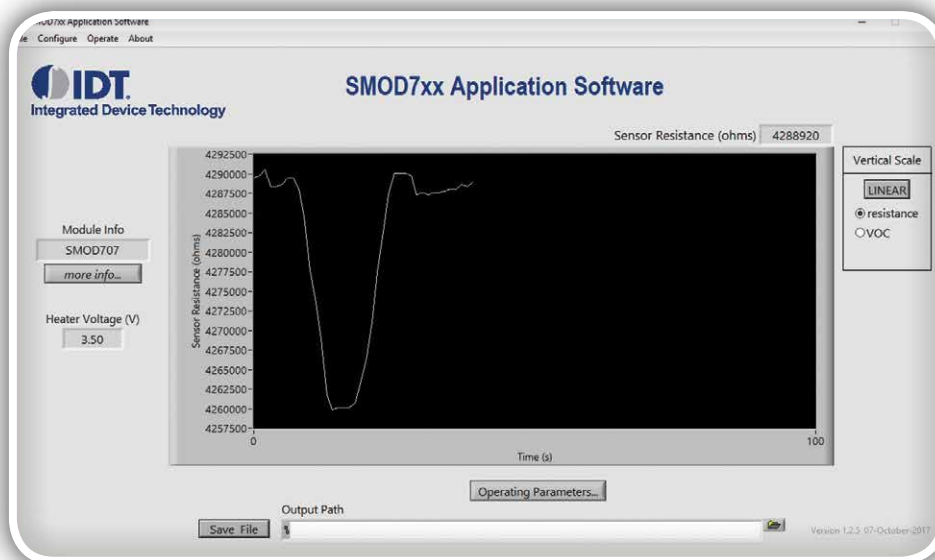 SMOD7xx Application Software
Configure Operate About
IDT.
Integrated Device Technology
SMOD7xx Application Software
Sensor Resistance (ohms) 4288920
4292500
4290000
4287500
4285000
4282500
4280000
4277500
4275000
4272500
4270000
4267500
4265000
4262500
4260000
4257500
Sensor Resistance (ohms)
0
100
Time (s)
Module Info
SMOD707
more info...
Heater Voltage (V)
3.50
Vertical Scale
LINEAR
resistance
VOC
Operating Parameters...
Output Path
Save File
Version 1.2.5 07-October-2017